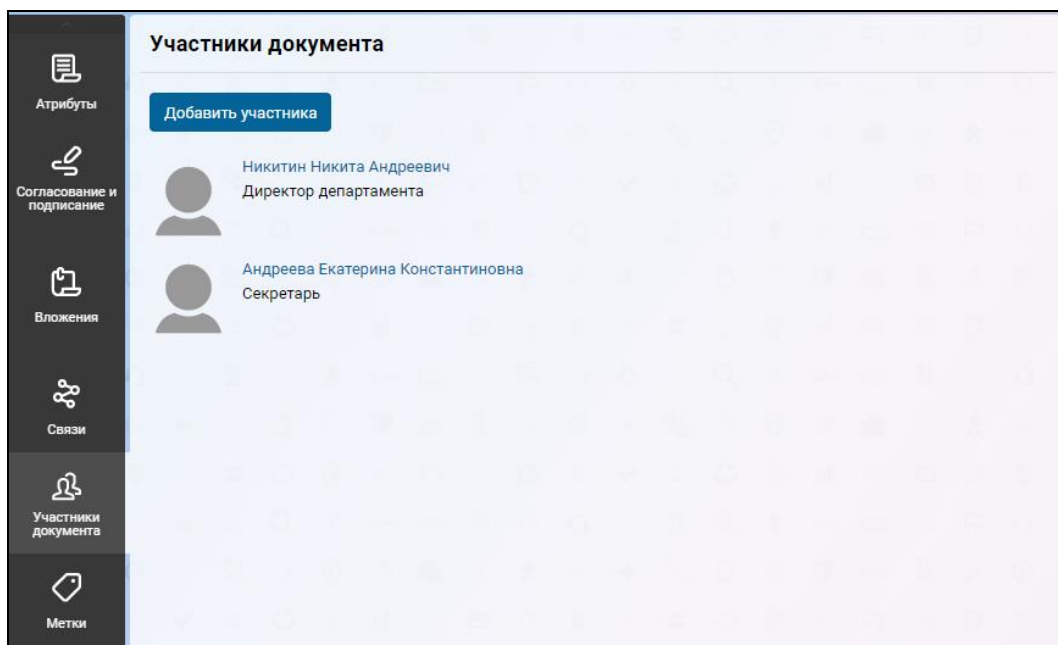 Участники документа
Атрибуты
Добавить участника
Никитин Никита Андреевич
Директор департамента
Согласование и
подписание
Андреева Екатерина Константиновна
Секретарь
Вложения
Связи
Участники
документа
Метки